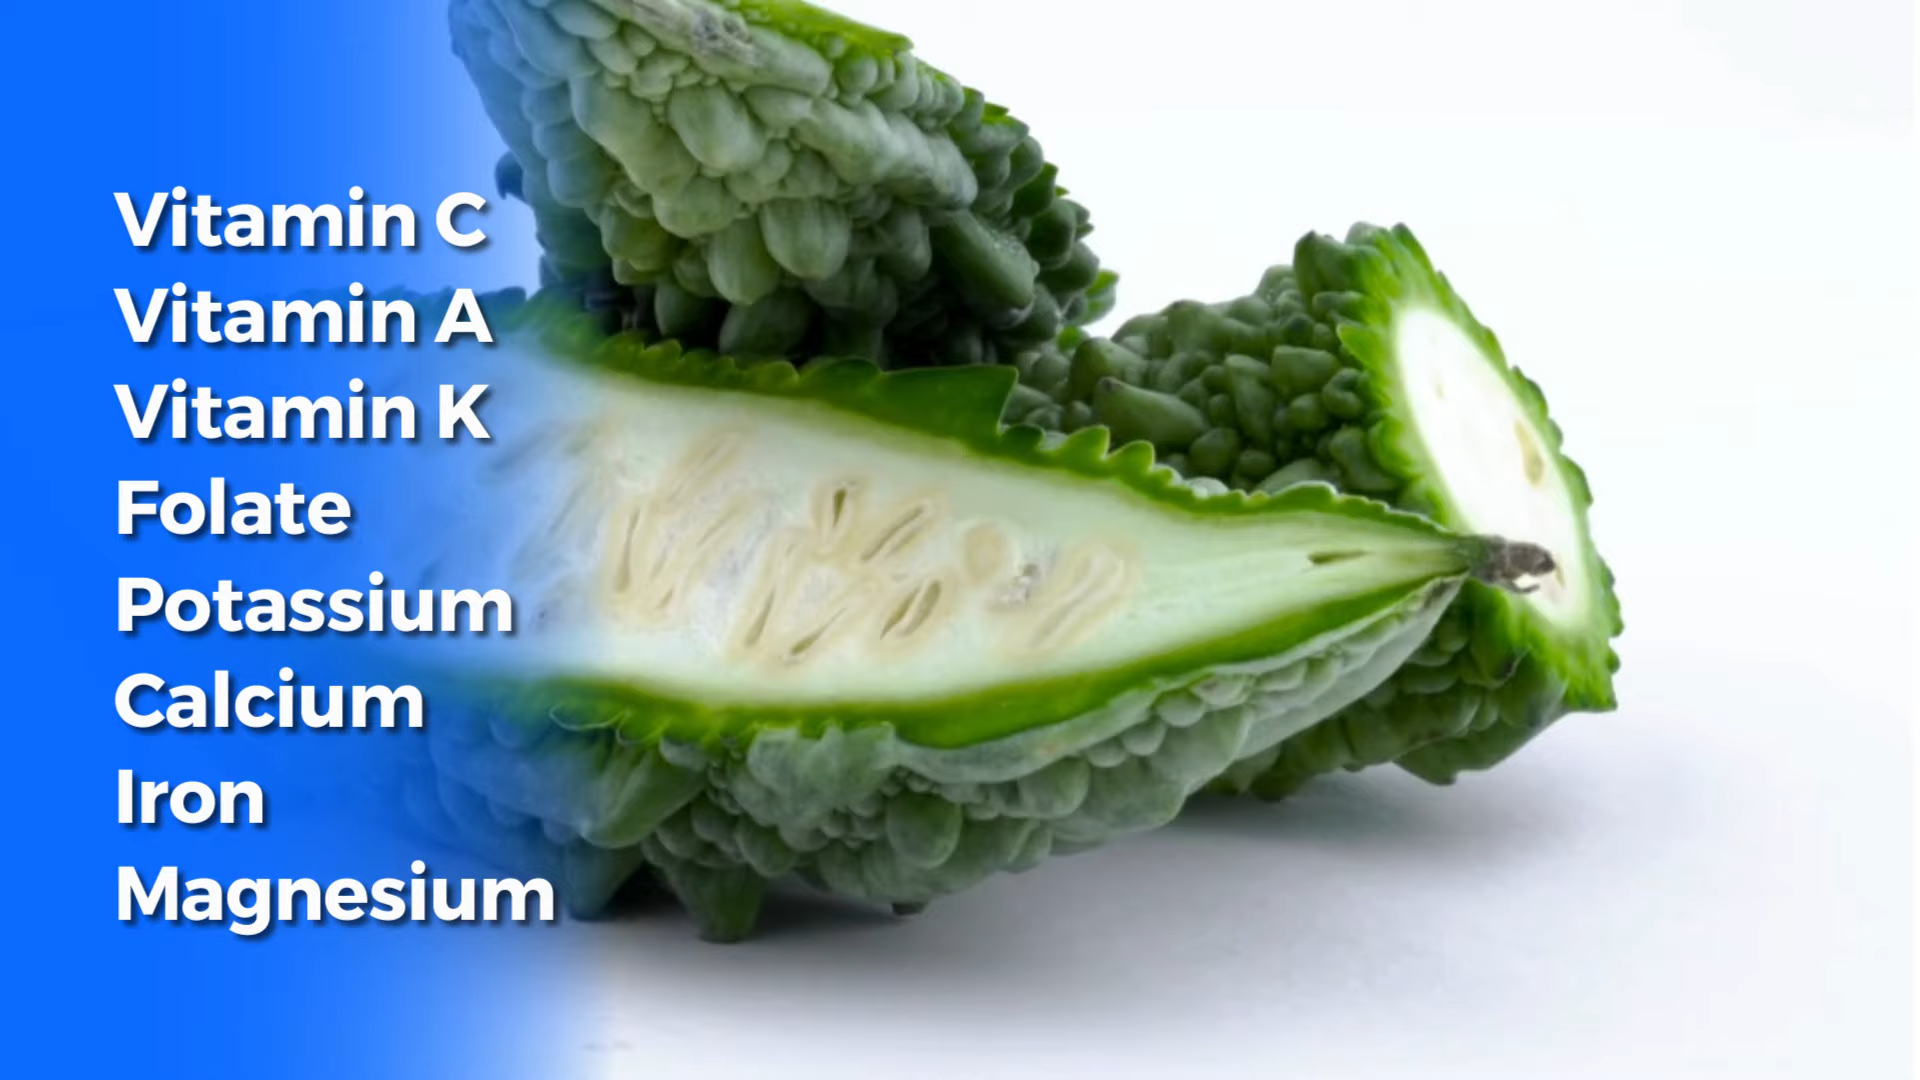 Vitamin C
Vitamin A
Vitamin K
Folate
Potassium
Calcium
Iron
Magnesium